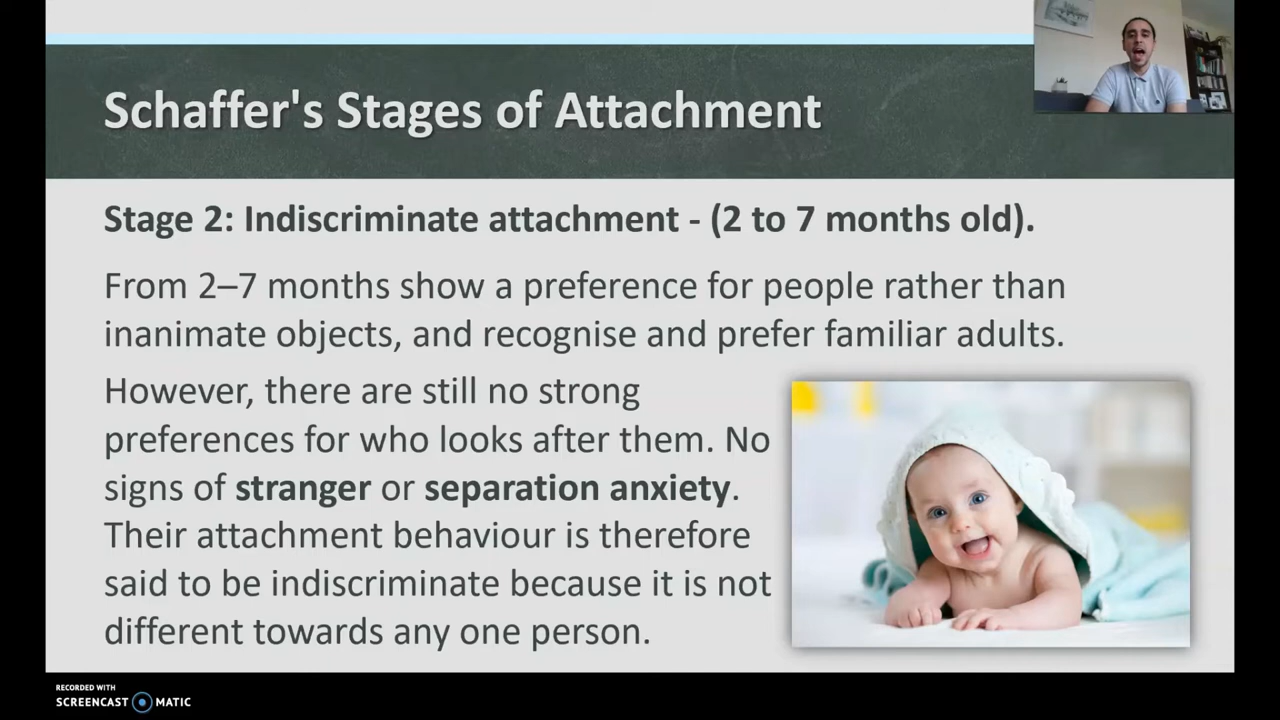 Schaffer's Stages of Attachment
Stage 2: Indiscriminate attachment - (2 to 7 months old).
From 2–7 months show a preference for people rather than
inanimate objects, and recognise and prefer familiar adults.
However, there are still no strong
preferences for who looks after them. No
signs of stranger or separation anxiety.
Their attachment behaviour is therefore
said to be indiscriminate because it is not
different towards any one person.
RECORDED WITH
SCREENCAST MATIC